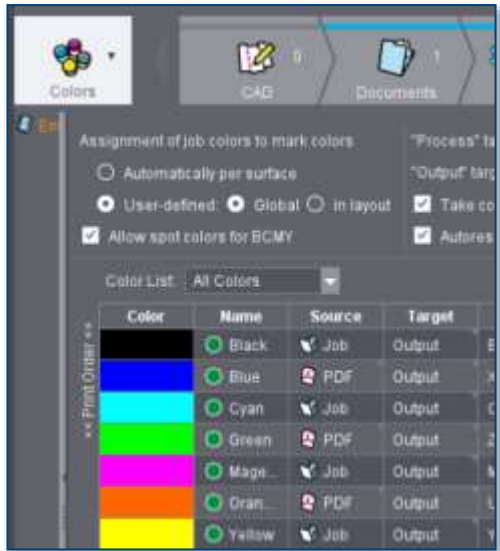 Colors
CAD
0
Documents
1
Assignment of job colors to mark colors
"Process" ta
Automatically per surface
"Output" targ
User-defined: Global in layout
Take co
Allow spot colors for BCMY
Autores
Color List: All Colors
<< Print Order <<
Color Name Source Target
Black Job Output
Blue PDF Output
Cyan Job Output
Green PDF Output
Mage... Job Output
Oran... PDF Output
Yellow Job Output